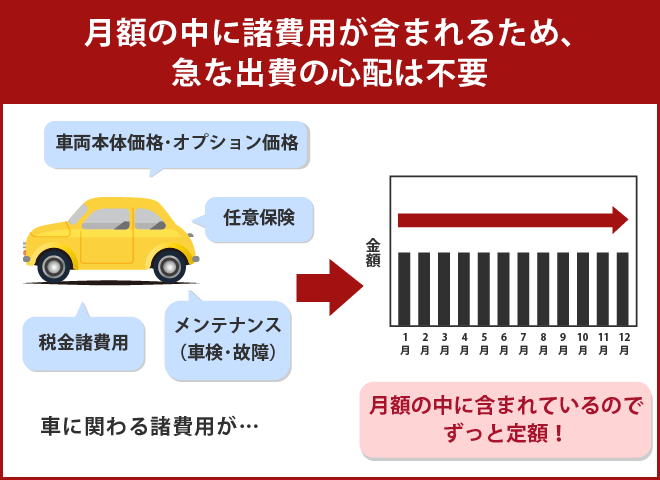 月額の中に諸費用が含まれるため、
急な出費の心配は不要
車両本体価格･オプション価格
任意保険
税金諸費用
メンテナンス
（車検･故障）
車に関わる諸費用が…
金額
1月 2月 3月 4月 5月 6月 7月 8月 9月 10月 11月 12月
月額の中に含まれているので
ずっと定額！